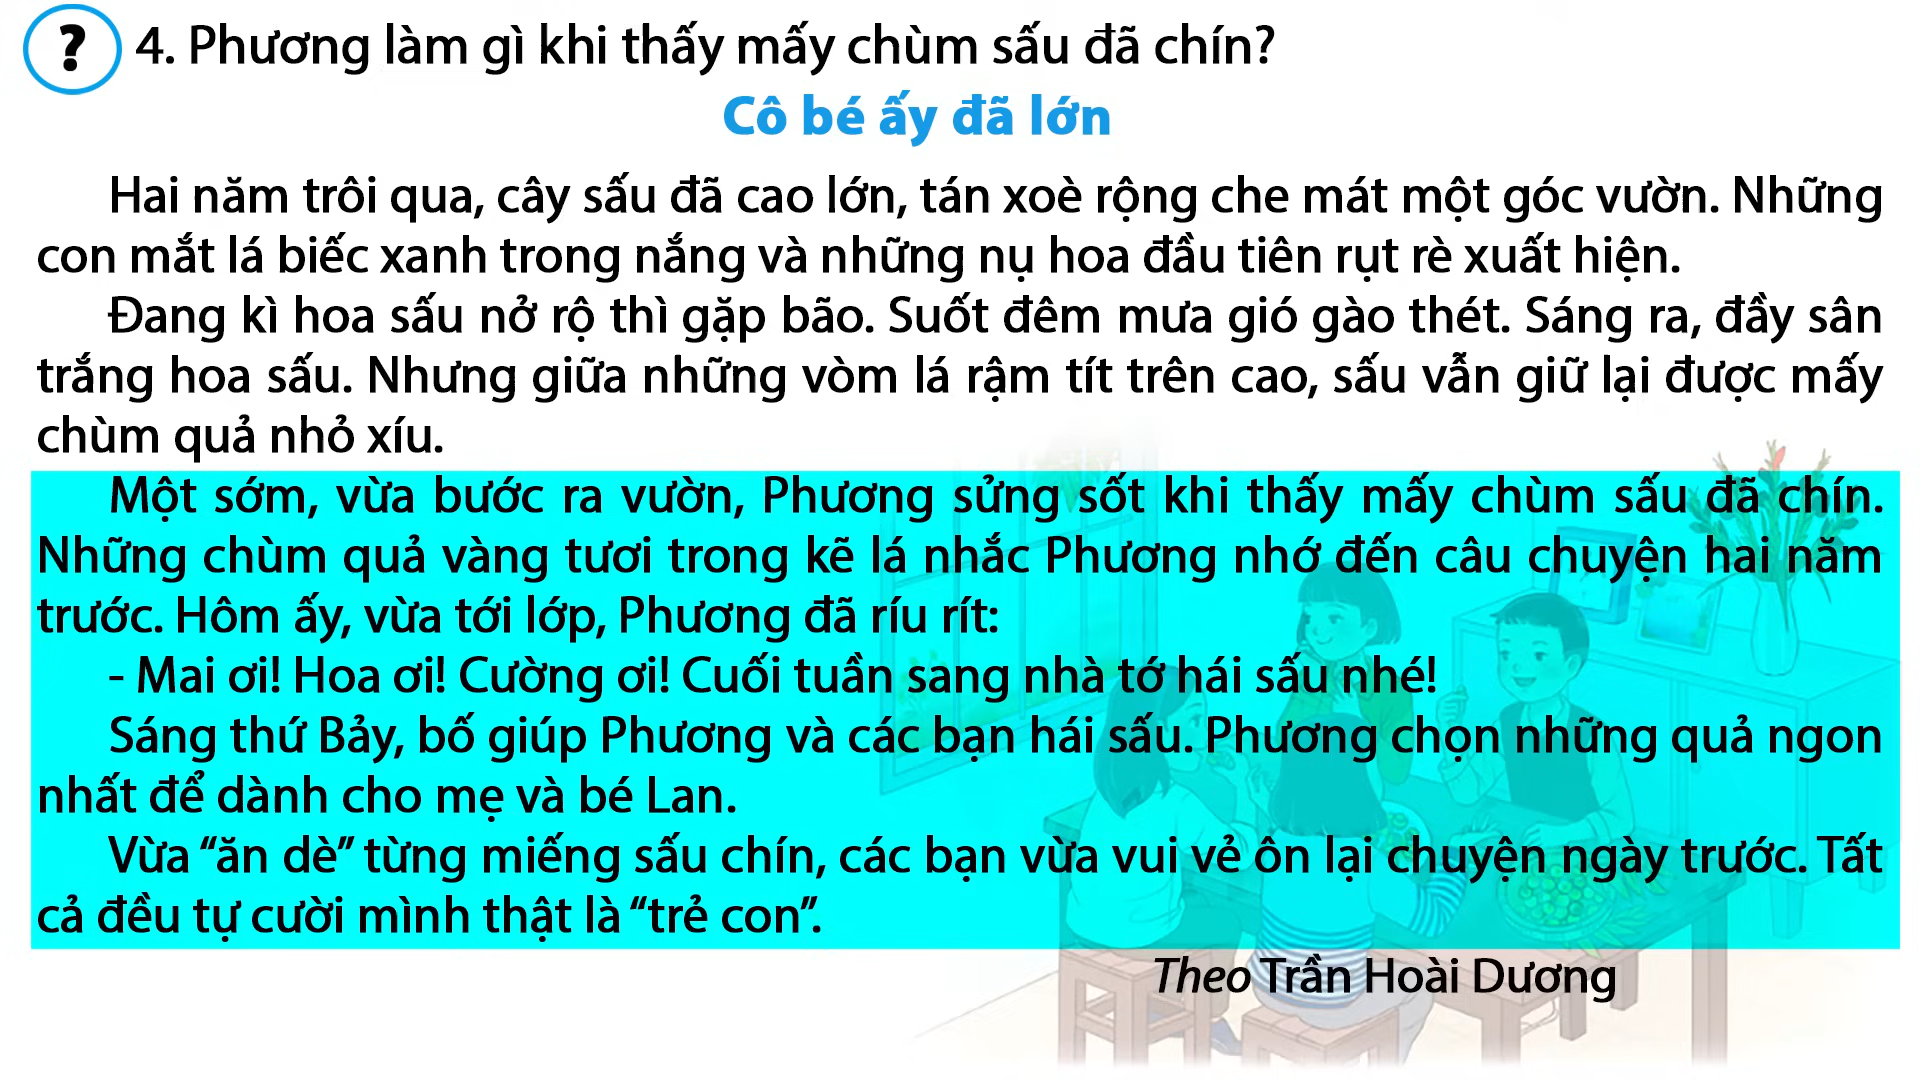 ? 4. Phương làm gì khi thấy mấy chùm sấu đã chín?
Cô bé ấy đã lớn
Hai năm trôi qua, cây sấu đã cao lớn, tán xoè rộng che mát một góc vườn. Những
con mắt lá biếc xanh trong nắng và những nụ hoa đầu tiên rụt rè xuất hiện.
Đang kì hoa sấu nở rộ thì gặp bão. Suốt đêm mưa gió gào thét. Sáng ra, đầy sân
trắng hoa sấu. Nhưng giữa những vòm lá rậm tít trên cao, sấu vẫn giữ lại được mấy
chùm quả nhỏ xíu.
Một sớm, vừa bước ra vườn, Phương sửng sốt khi thấy mấy chùm sấu đã chín.
Những chùm quả vàng tươi trong kẽ lá nhắc Phương nhớ đến câu chuyện hai năm
trước. Hôm ấy, vừa tới lớp, Phương đã ríu rít:
- Mai ơi! Hoa ơi! Cường ơi! Cuối tuần sang nhà tớ hái sấu nhé!
Sáng thứ Bảy, bố giúp Phương và các bạn hái sấu. Phương chọn những quả ngon
nhất để dành cho mẹ và bé Lan.
Vừa “ăn dè” từng miếng sấu chín, các bạn vừa vui vẻ ôn lại chuyện ngày trước. Tất
cả đều tự cười mình thật là “trẻ con”.
Theo Trần Hoài Dương